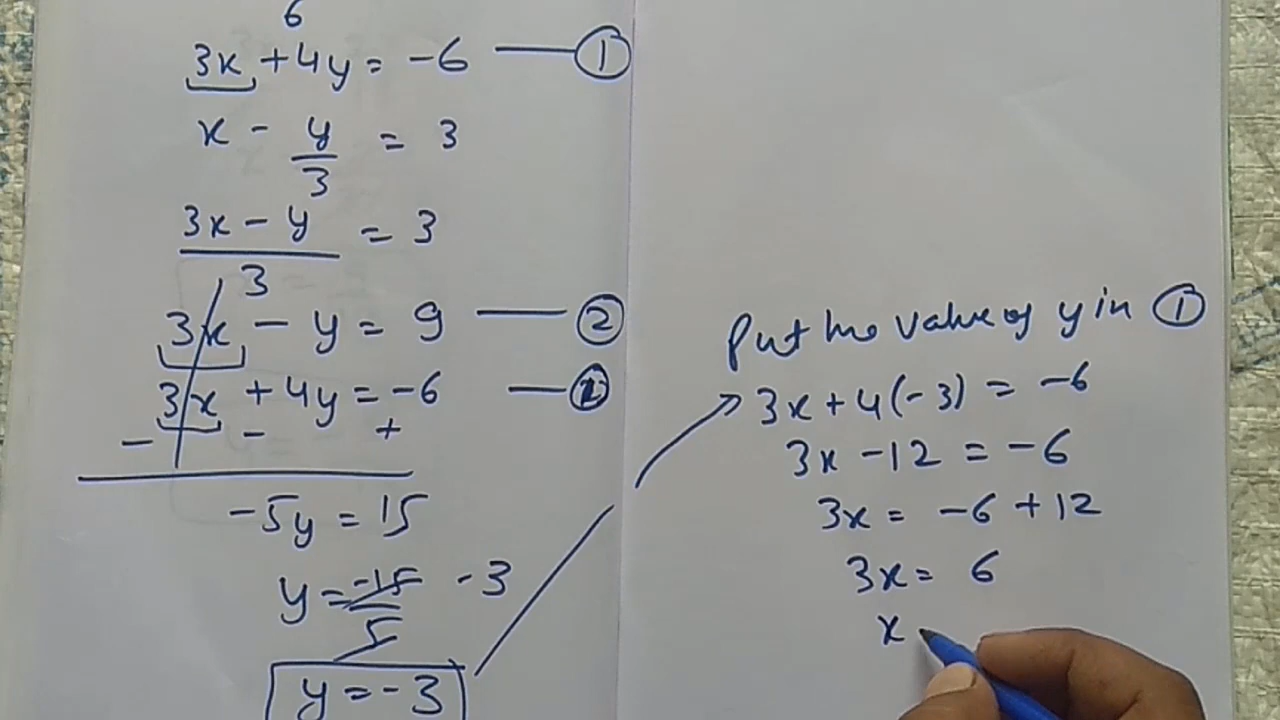 6
3x + 4y = -6 — ①
x - y/3 = 3
3x - y / 3 = 3
3x - y = 9 — ②
3x + 4y = -6 —
- - +
-5y = 15
y = -15/5 -3
y = -3
Put the value of y in ①
3x + 4(-3) = -6
3x - 12 = -6
3x = -6 + 12
3x = 6
x